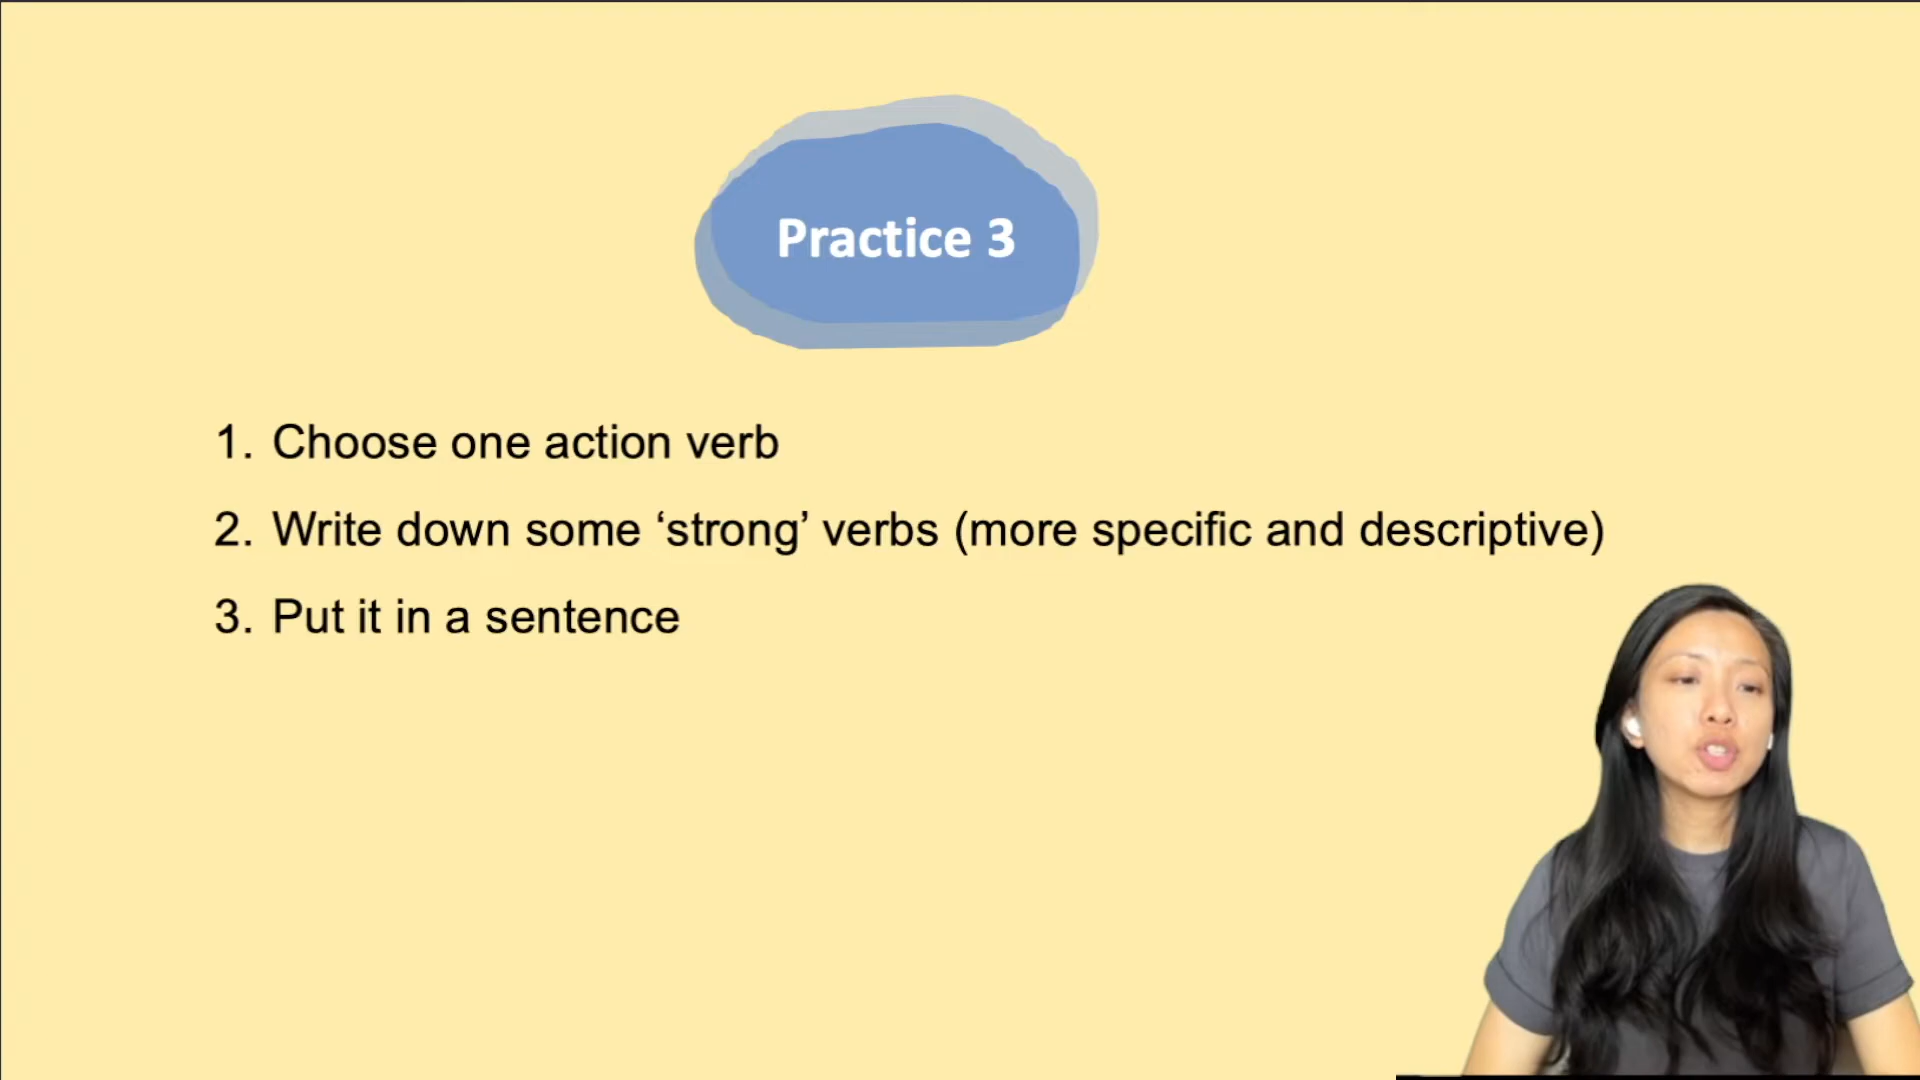 Practice 3
1. Choose one action verb
2. Write down some ‘strong’ verbs (more specific and descriptive)
3. Put it in a sentence